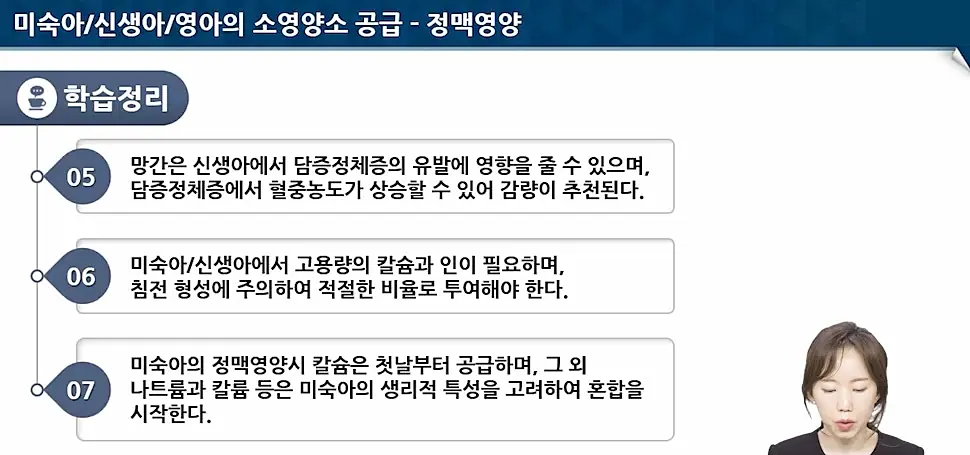 미숙아/신생아/영아의 소영양소 공급 - 정맥영양
학습정리
05
망간은 신생아에서 담증정체증의 유발에 영향을 줄 수 있으며,
담증정체증에서 혈중농도가 상승할 수 있어 감량이 추천된다.
06
미숙아/신생아에서 고용량의 칼슘과 인이 필요하며,
침전 형성에 주의하여 적절한 비율로 투여해야 한다.
07
미숙아의 정맥영양시 칼슘은 첫날부터 공급하며, 그 외
나트륨과 칼륨 등은 미숙아의 생리적 특성을 고려하여 혼합을
시작한다.